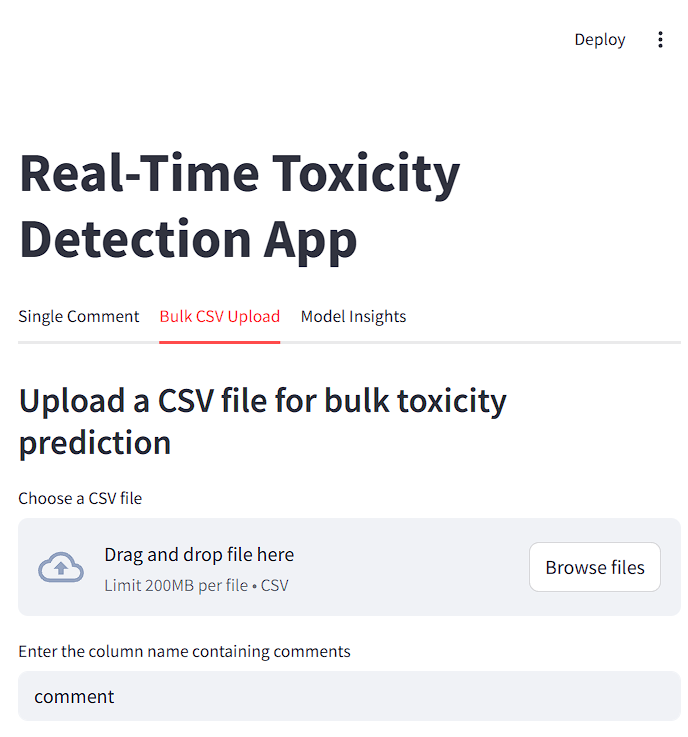 Deploy
Real-Time Toxicity
Detection App
Single Comment Bulk CSV Upload Model Insights
Upload a CSV file for bulk toxicity
prediction
Choose a CSV file
Drag and drop file here
Limit 200MB per file • CSV
Browse files
Enter the column name containing comments
comment